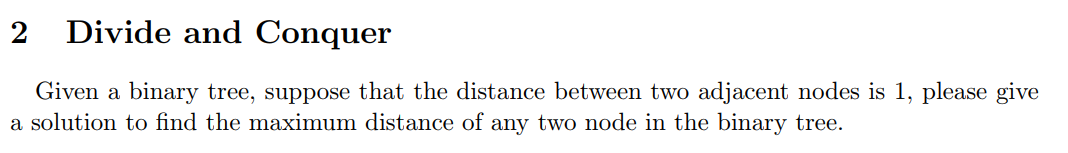 2 Divide and Conquer
Given a binary tree, suppose that the distance between two adjacent nodes is 1, please give
a solution to find the maximum distance of any two node in the binary tree.